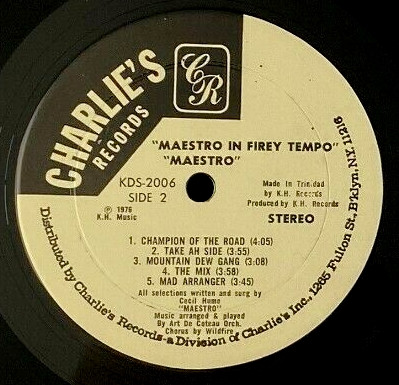 CHARLIE'S
RECORDS
CR
"MAESTRO IN FIREY TEMPO"
"MAESTRO"
KDS-2006
SIDE 2
℗ 1976
K.H. Music
Made in Trinidad
by K.H. Records
Produced by K.H. Records
STEREO
1. CHAMPION OF THE ROAD (4:05)
2. TAKE AH SIDE (3:55)
3. MOUNTAIN DEW GANG (3:08)
4. THE MIX (3:58)
5. MAD ARRANGER (3:45)
All selections written and sung by
Cecil Hume
"MAESTRO"
Music arranged & played
By Art De Coteau Orch.
Chorus by Wildfire
Distributed by Charlie's Records-a Division of Charlie's Inc., 1265 Fulton St., B'klyn, NY. 11216